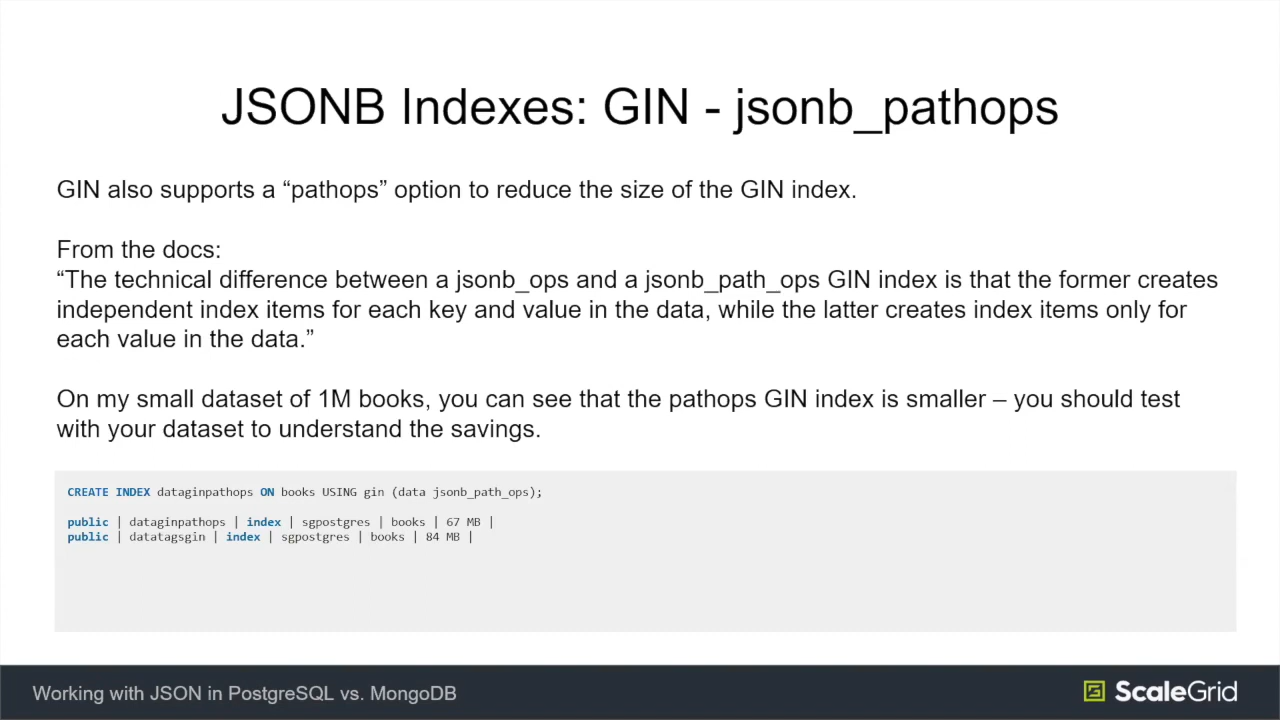 JSONB Indexes: GIN - jsonb_pathops
GIN also supports a “pathops” option to reduce the size of the GIN index.
From the docs:
“The technical difference between a jsonb_ops and a jsonb_path_ops GIN index is that the former creates
independent index items for each key and value in the data, while the latter creates index items only for
each value in the data.”
On my small dataset of 1M books, you can see that the pathops GIN index is smaller – you should test
with your dataset to understand the savings.
CREATE INDEX dataginpathops ON books USING gin (data jsonb_path_ops);
public | dataginpathops | index | sgpostgres | books | 67 MB |
public | datatagsgin | index | sgpostgres | books | 84 MB |
Working with JSON in PostgreSQL vs. MongoDB
ScaleGrid